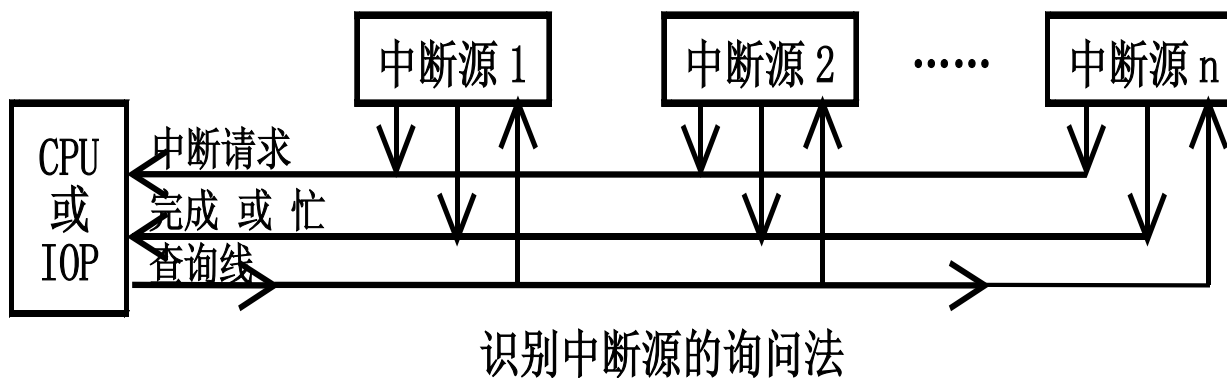 中断源 1
中断源 2
……
中断源 n
CPU
或
IOP
中断请求
完成 或 忙
查询线
识别中断源的询问法